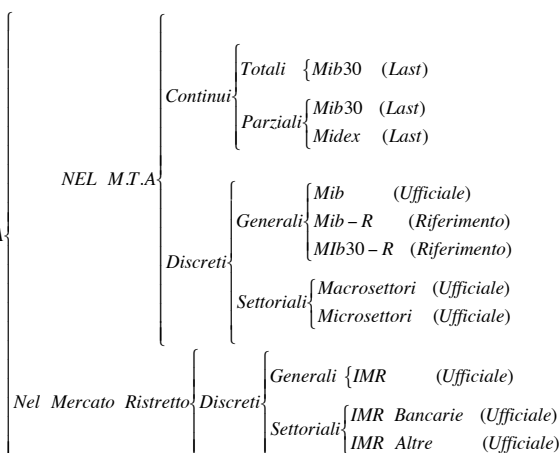 Totali {Mib30 (Last)
Continui
Mib30 (Last)
Parziali
Midex (Last)
NEL M.T.A
Mib (Ufficiale)
Generali Mib – R (Riferimento)
MIb30 – R (Riferimento)
Discreti
Macrosettori (Ufficiale)
Settoriali
Microsettori (Ufficiale)
Generali {IMR (Ufficiale)
Nel Mercato Ristretto Discreti
IMR Bancarie (Ufficiale)
Settoriali
IMR Altre (Ufficiale)